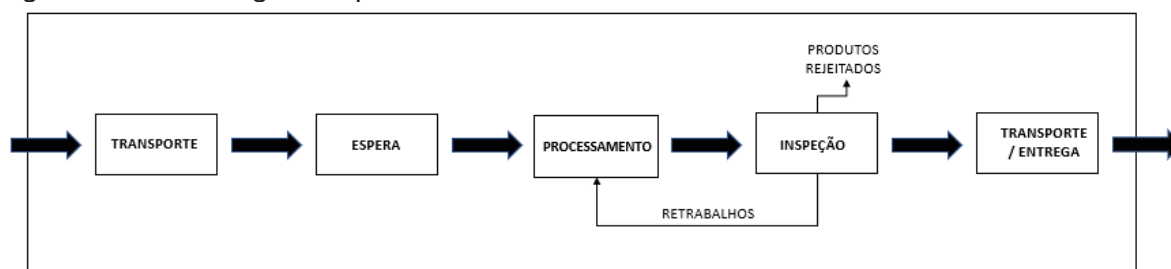 PRODUTOS
REJEITADOS
TRANSPORTE
ESPERA
PROCESSAMENTO
INSPEÇÃO
TRANSPORTE
/ ENTREGA
RETRABALHOS